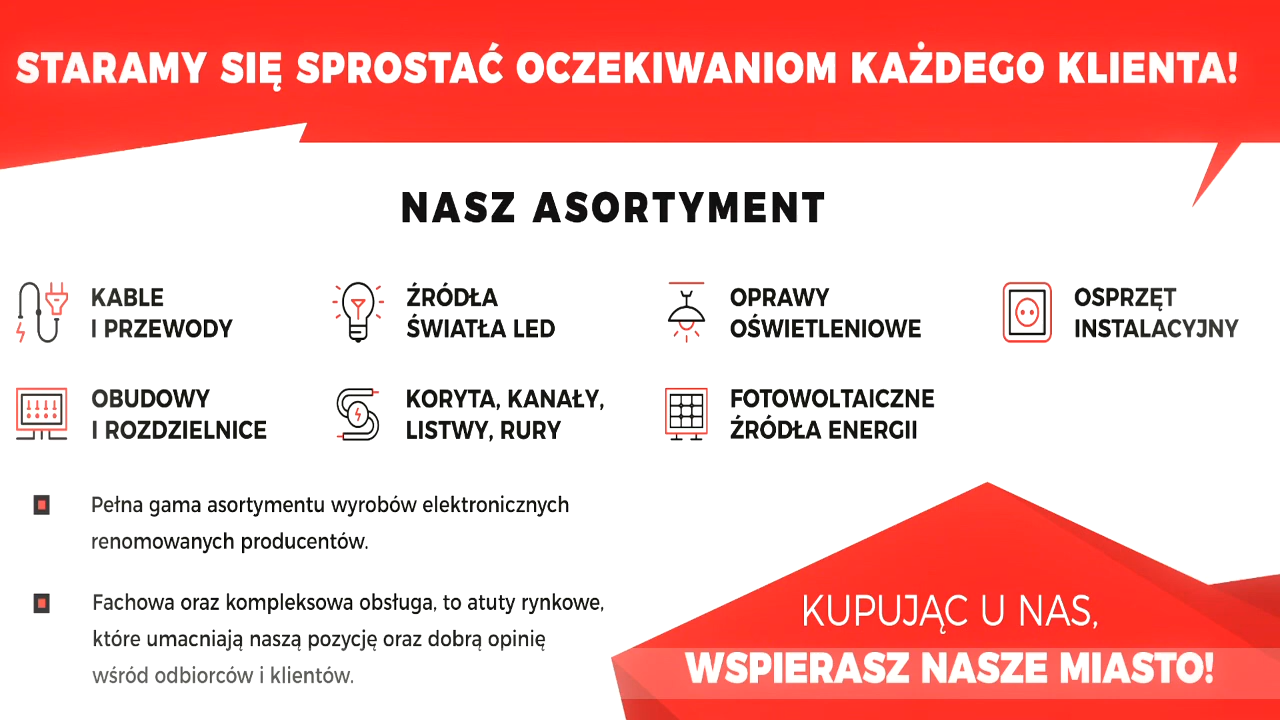 STARAMY SIĘ SPROSTAĆ OCZEKIWANIOM KAŻDEGO KLIENTA!
NASZ ASORTYMENT
KABLE
I PRZEWODY
ŹRÓDŁA
ŚWIATŁA LED
OPRAWY
OŚWIETLENIOWE
OSPRZĘT
INSTALACYJNY
OBUDOWY
I ROZDZIELNICE
KORYTA, KANAŁY,
LISTWY, RURY
FOTOWOLTAICZNE
ŹRÓDŁA ENERGII
Pełna gama asortymentu wyrobów elektronicznych
renomowanych producentów.
Fachowa oraz kompleksowa obsługa, to atuty rynkowe,
które umacniają naszą pozycję oraz dobrą opinię
wśród odbiorców i klientów.
KUPUJĄC U NAS,
WSPIERASZ NASZE MIASTO!